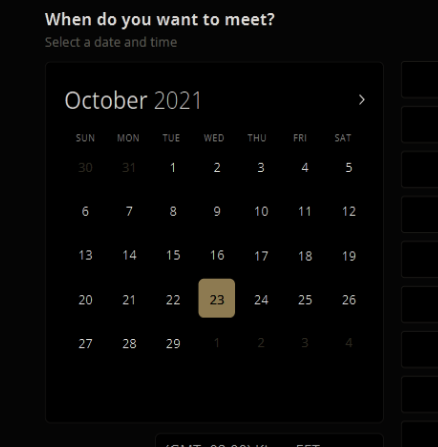 When do you want to meet?
Select a date and time
October 2021 >
SUN MON TUE WED THU FRI SAT
30 31 1 2 3 4 5
6 7 8 9 10 11 12
13 14 15 16 17 18 19
20 21 22 23 24 25 26
27 28 29 1 2 3 4